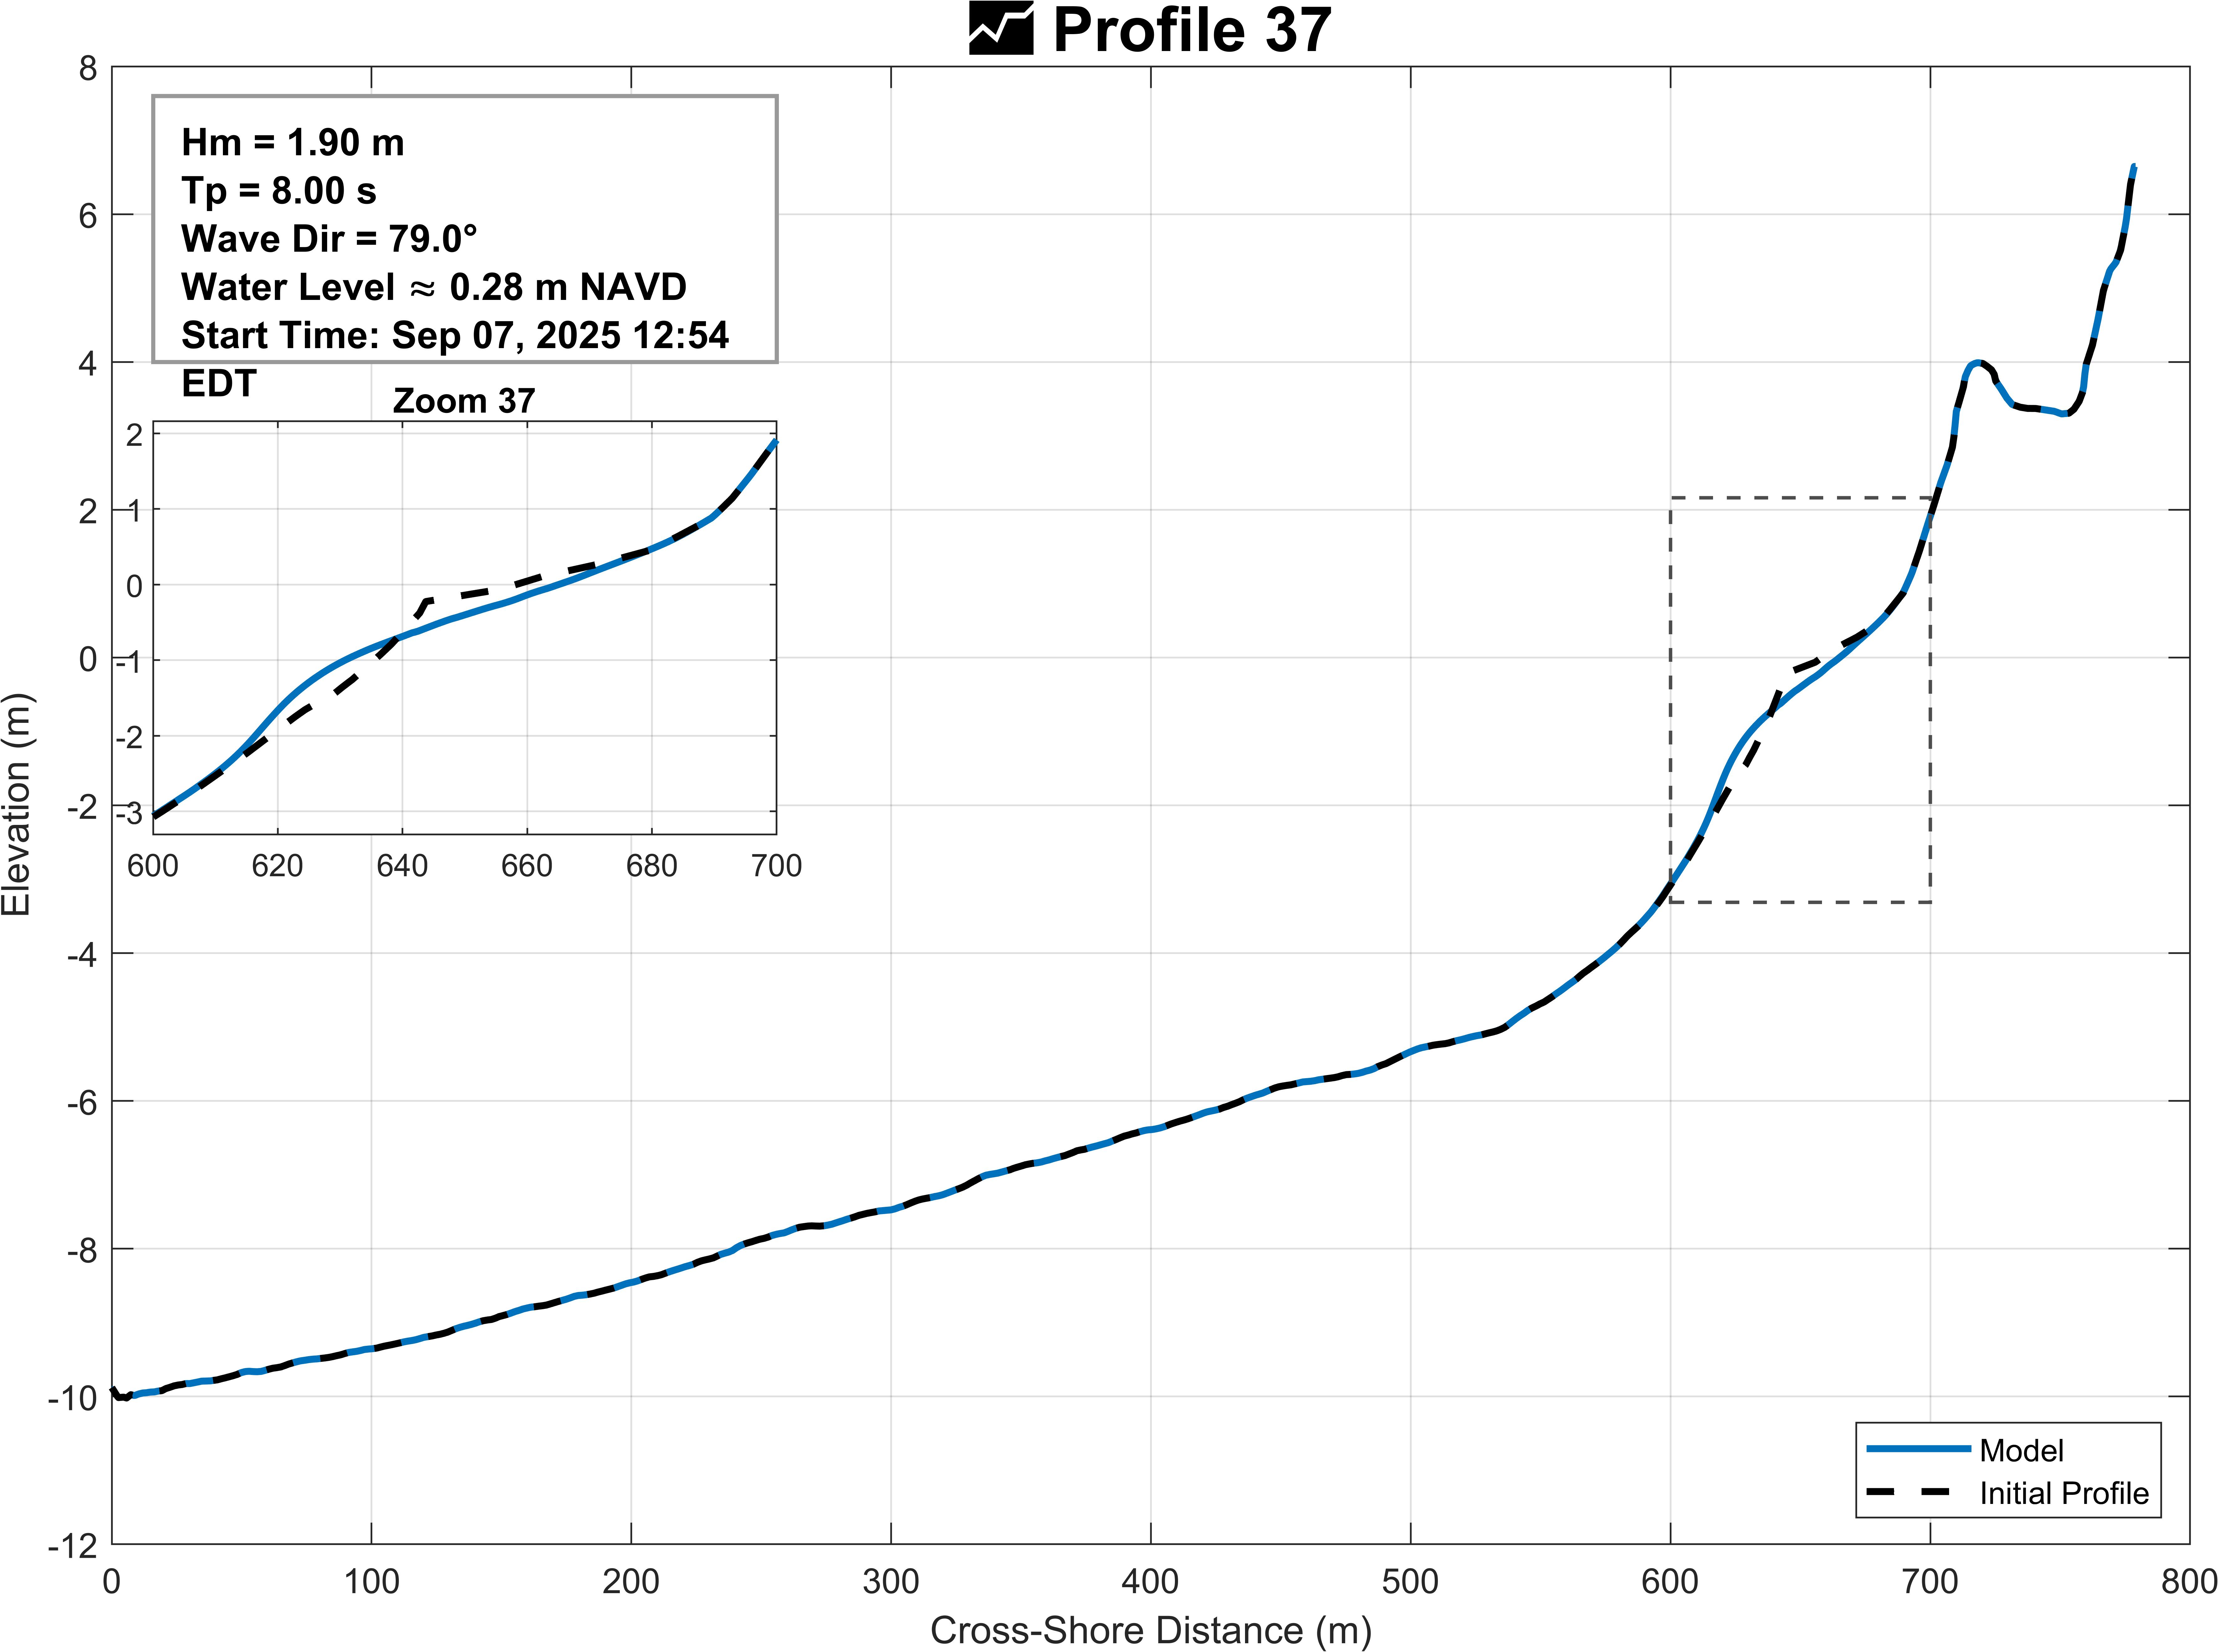 Profile 37
8
6
4
2
0
-2
-4
-6
-8
-10
-12
Elevation (m)
Hm = 1.90 m
Tp = 8.00 s
Wave Dir = 79.0°
Water Level ≈ 0.28 m NAVD
Start Time: Sep 07, 2025 12:54
EDT
Zoom 37
2
1
0
-1
-2
-3
600 620 640 660 680 700
Model
Initial Profile
0 100 200 300 400 500 600 700 800
Cross-Shore Distance (m)